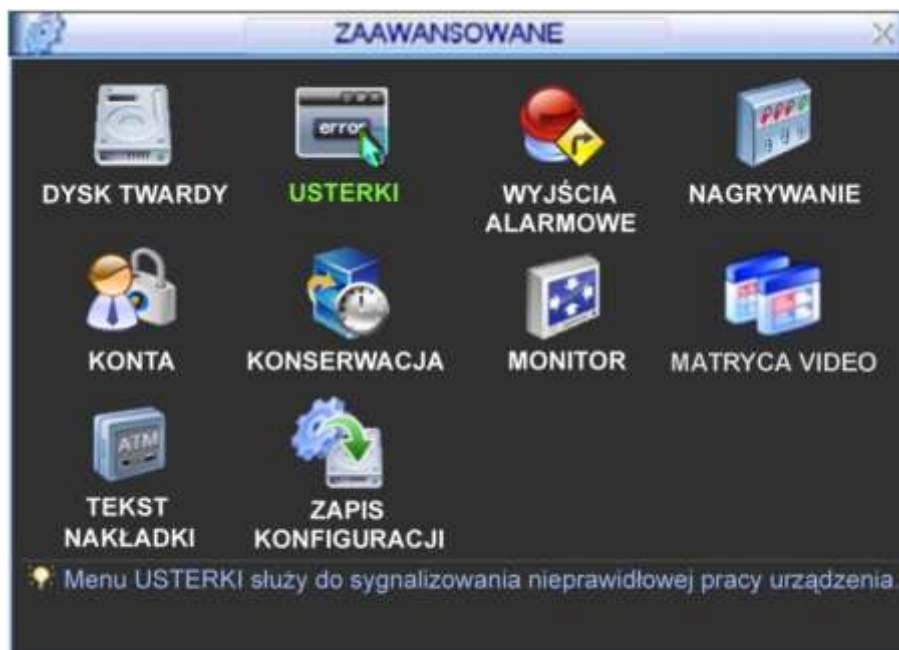 ZAAWANSOWANE
error
DYSK TWARDY
USTERKI
WYJŚCIA
ALARMOWE
NAGRYWANIE
KONTA
KONSERWACJA
MONITOR
MATRYCA VIDEO
ATM
TEKST
NAKŁADKI
ZAPIS
KONFIGURACJI
Menu USTERKI służy do sygnalizowania nieprawidłowej pracy urządzenia.